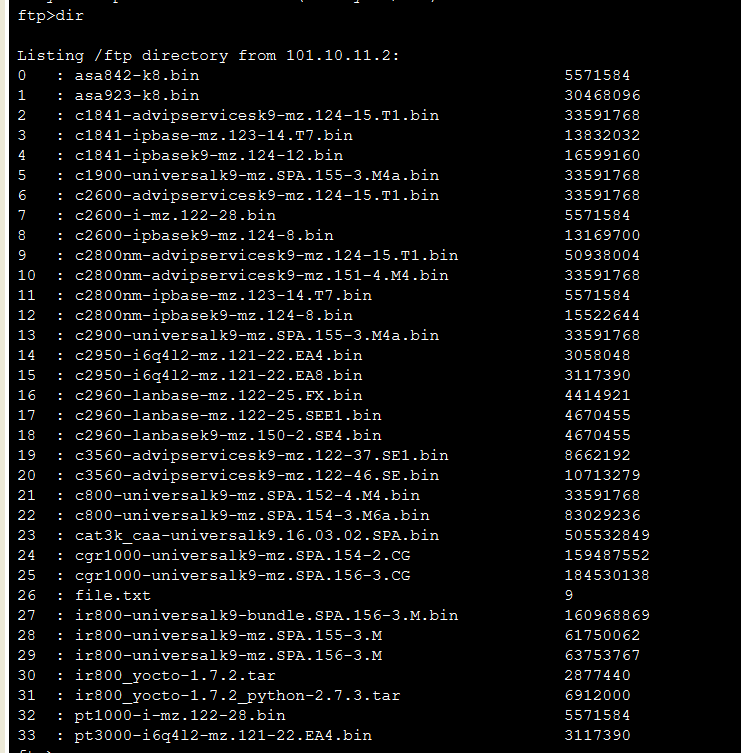 ftp>dir
Listing /ftp directory from 101.10.11.2:
0 : asa842-k8.bin 5571584
1 : asa923-k8.bin 30468096
2 : c1841-advipservicesk9-mz.124-15.T1.bin 33591768
3 : c1841-ipbase-mz.123-14.T7.bin 13832032
4 : c1841-ipbasek9-mz.124-12.bin 16599160
5 : c1900-universalk9-mz.SPA.155-3.M4a.bin 33591768
6 : c2600-advipservicesk9-mz.124-15.T1.bin 33591768
7 : c2600-i-mz.122-28.bin 5571584
8 : c2600-ipbasek9-mz.124-8.bin 13169700
9 : c2800nm-advipservicesk9-mz.124-15.T1.bin 50938004
10 : c2800nm-advipservicesk9-mz.151-4.M4.bin 33591768
11 : c2800nm-ipbase-mz.123-14.T7.bin 5571584
12 : c2800nm-ipbasek9-mz.124-8.bin 15522644
13 : c2900-universalk9-mz.SPA.155-3.M4a.bin 33591768
14 : c2950-i6q4l2-mz.121-22.EA4.bin 3058048
15 : c2950-i6q4l2-mz.121-22.EA8.bin 3117390
16 : c2960-lanbase-mz.122-25.FX.bin 4414921
17 : c2960-lanbase-mz.122-25.SEE1.bin 4670455
18 : c2960-lanbasek9-mz.150-2.SE4.bin 4670455
19 : c3560-advipservicesk9-mz.122-37.SE1.bin 8662192
20 : c3560-advipservicesk9-mz.122-46.SE.bin 10713279
21 : c800-universalk9-mz.SPA.152-4.M4.bin 33591768
22 : c800-universalk9-mz.SPA.154-3.M6a.bin 83029236
23 : cat3k_caa-universalk9.16.03.02.SPA.bin 505532849
24 : cgr1000-universalk9-mz.SPA.154-2.CG 159487552
25 : cgr1000-universalk9-mz.SPA.156-3.CG 184530138
26 : file.txt 9
27 : ir800-universalk9-bundle.SPA.156-3.M.bin 160968869
28 : ir800-universalk9-mz.SPA.155-3.M 61750062
29 : ir800-universalk9-mz.SPA.156-3.M 63753767
30 : ir800_yocto-1.7.2.tar 2877440
31 : ir800_yocto-1.7.2_python-2.7.3.tar 6912000
32 : pt1000-i-mz.122-28.bin 5571584
33 : pt3000-i6q4l2-mz.121-22.EA4.bin 3117390